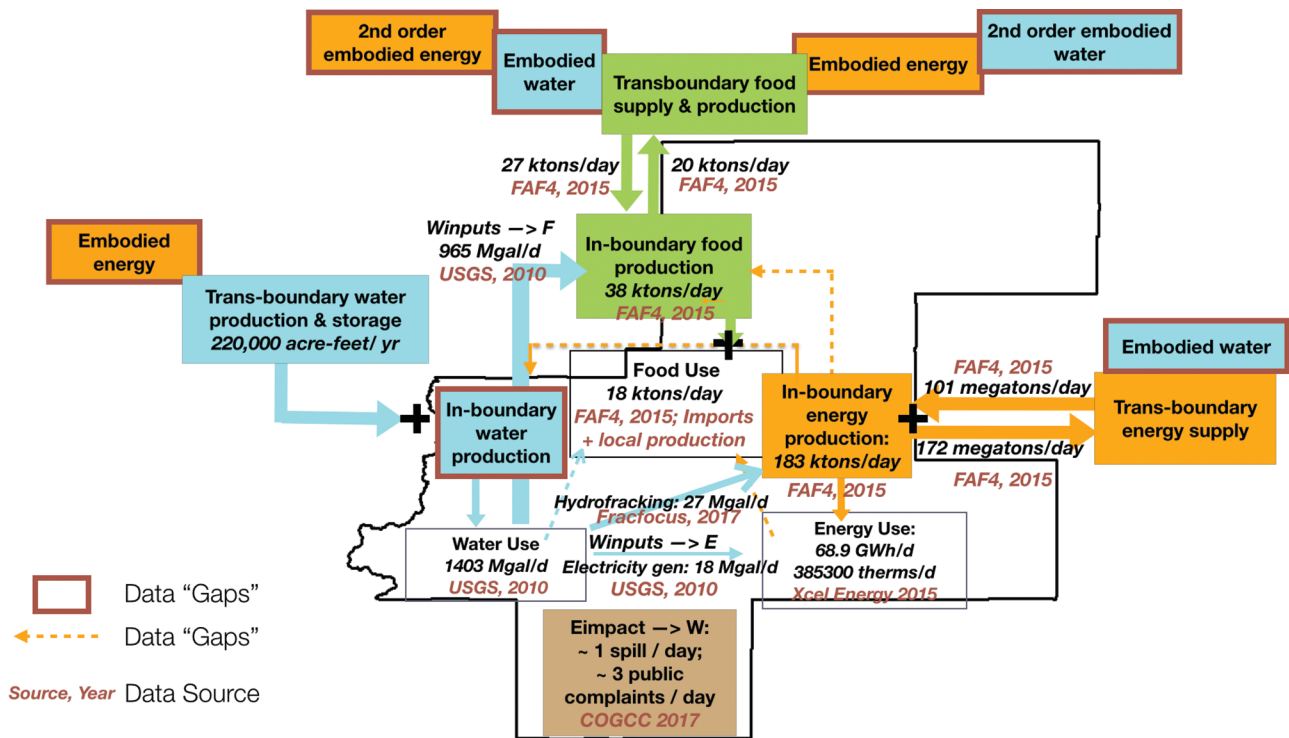 2nd order
embodied energy
Embodied
water
Transboundary food
supply & production
Embodied energy
2nd order embodied
water
27 ktons/day
FAF4, 2015
20 ktons/day
FAF4, 2015
Embodied
energy
Trans-boundary water
production & storage
220,000 acre-feet/ yr
Winputs —> F
965 Mgal/d
USGS, 2010
In-boundary food
production
38 ktons/day
FAF4, 2015
Food Use
18 ktons/day
FAF4, 2015; Imports
+ local production
In-boundary
water
production
In-boundary
energy
production:
183 ktons/day
FAF4, 2015
FAF4, 2015
101 megatons/day
172 megatons/day
FAF4, 2015
Embodied water
Trans-boundary
energy supply
Hydrofracking: 27 Mgal/d
Fracfocus, 2017
Winputs —> E
Electricity gen: 18 Mgal/d
USGS, 2010
Water Use
1403 Mgal/d
USGS, 2010
Energy Use:
68.9 GWh/d
385300 therms/d
Xcel Energy 2015
Eimpact —> W:
~ 1 spill / day;
~ 3 public
complaints / day
COGCC 2017
Data “Gaps”
Data “Gaps”
Source, Year Data Source